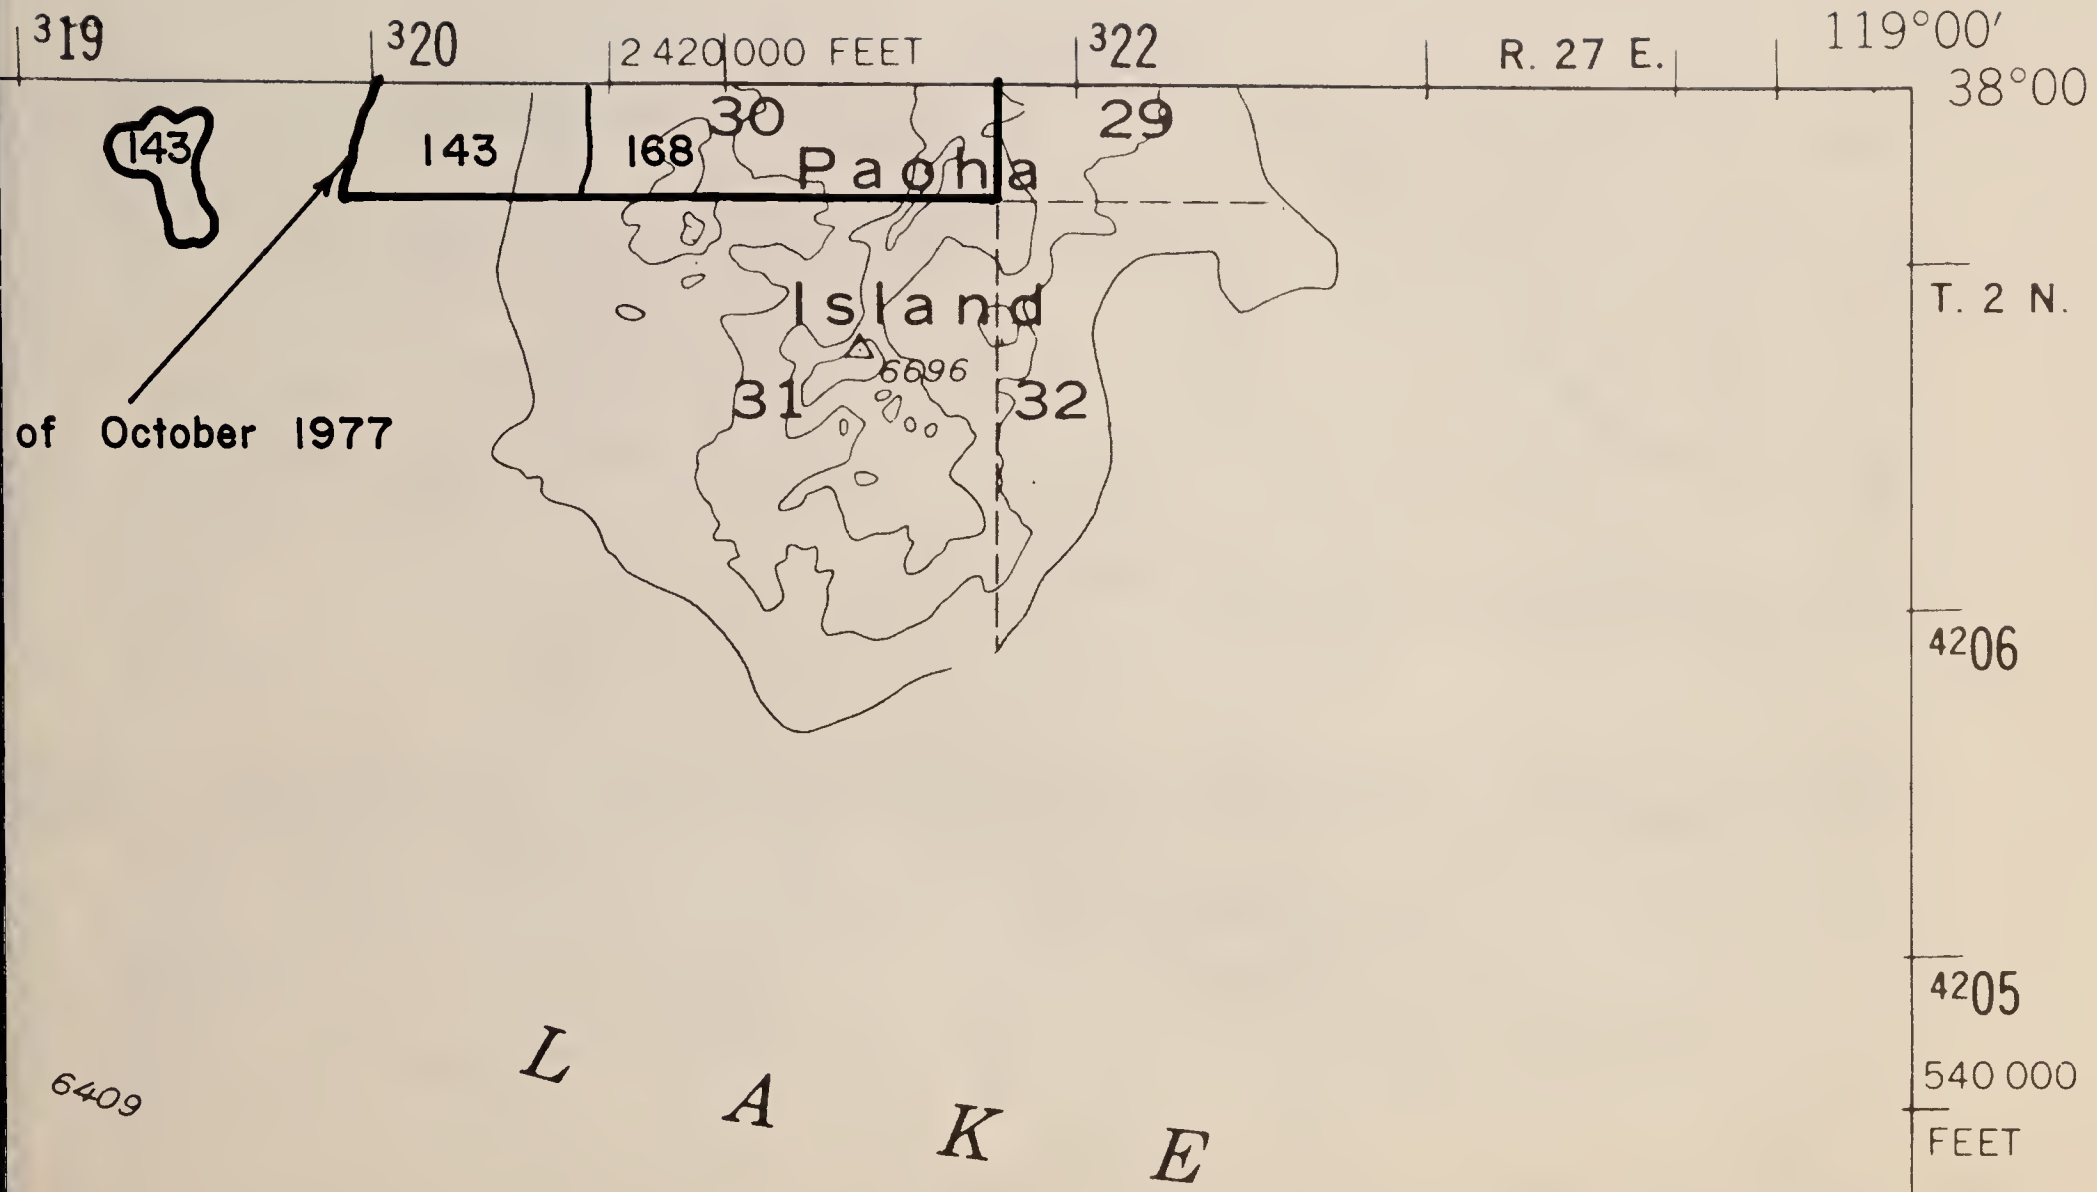 319 320 2 420 000 FEET 322 R. 27 E. 119°00′
38°00
143 143 168 30 29
Paoha
Island
T. 2 N.
6696
31 32
of October 1977
4206
4205
540 000
FEET
6409
LAKE